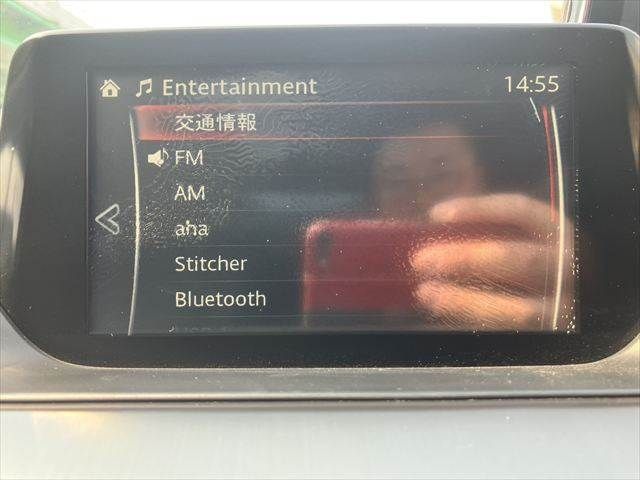 Entertainment 14:55
交通情報
FM
AM
aha
Stitcher
Bluetooth